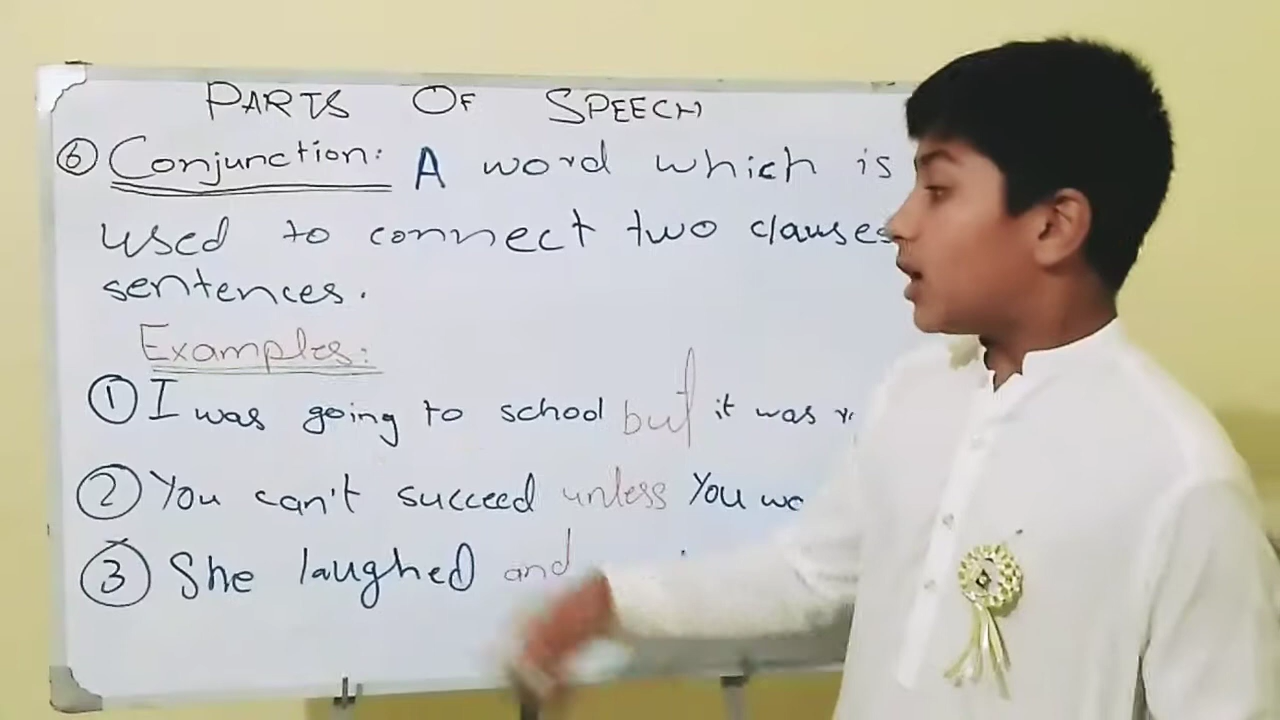 PARTS OF SPEECH
⑥ Conjunction: A word which is
used to connect two clauses
sentences.
Examples:
① I was going to school but it was
② You can't succeed unless You
③ She laughed and